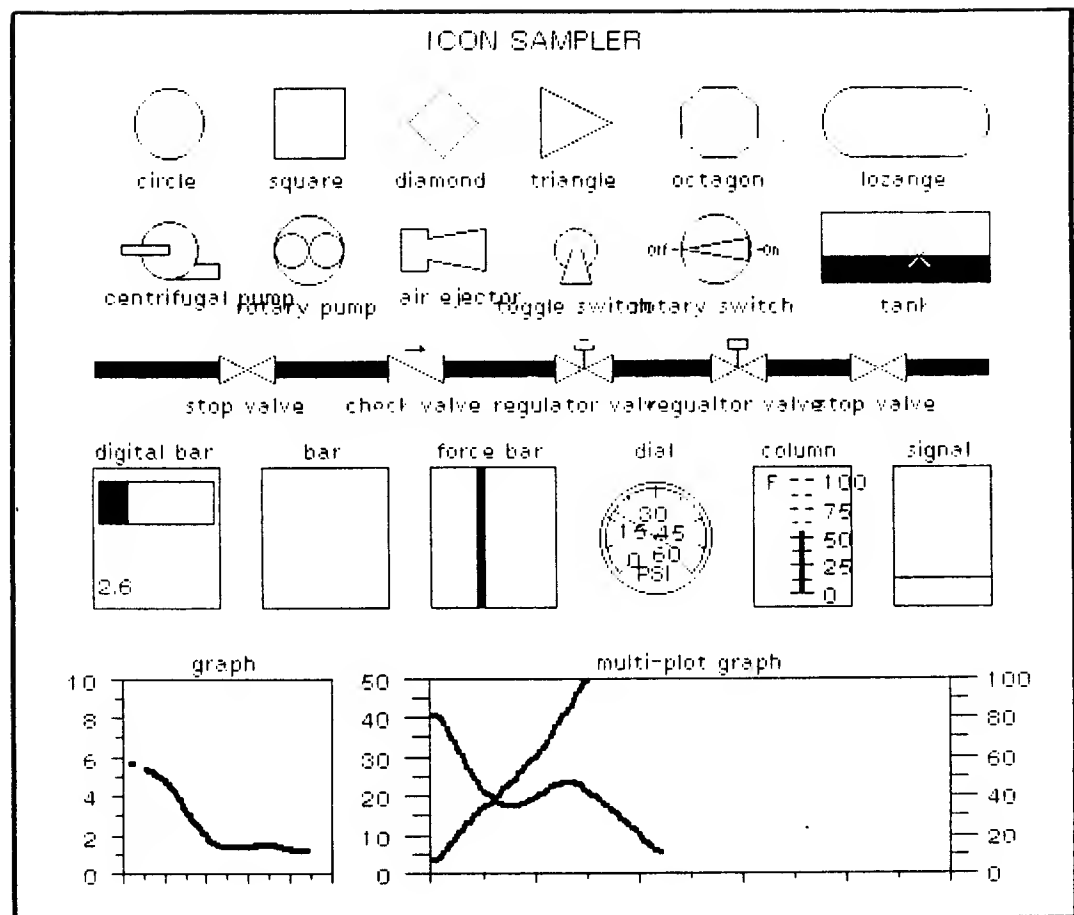 ICON SAMPLER
circle square diamond triangle octagon lozange
Off On
centrifugal pump rotary pump air ejector toggle switch rotary switch tank
stop valve check valve regulator valve regualtor valve stop valve
digital bar bar force bar dial column signal
F 100
75
50
25
0
30
15 45
0 60
PSI
2.6
graph multi-plot graph
10
8
6
4
2
0
50
40
30
20
10
0
100
80
60
40
20
0